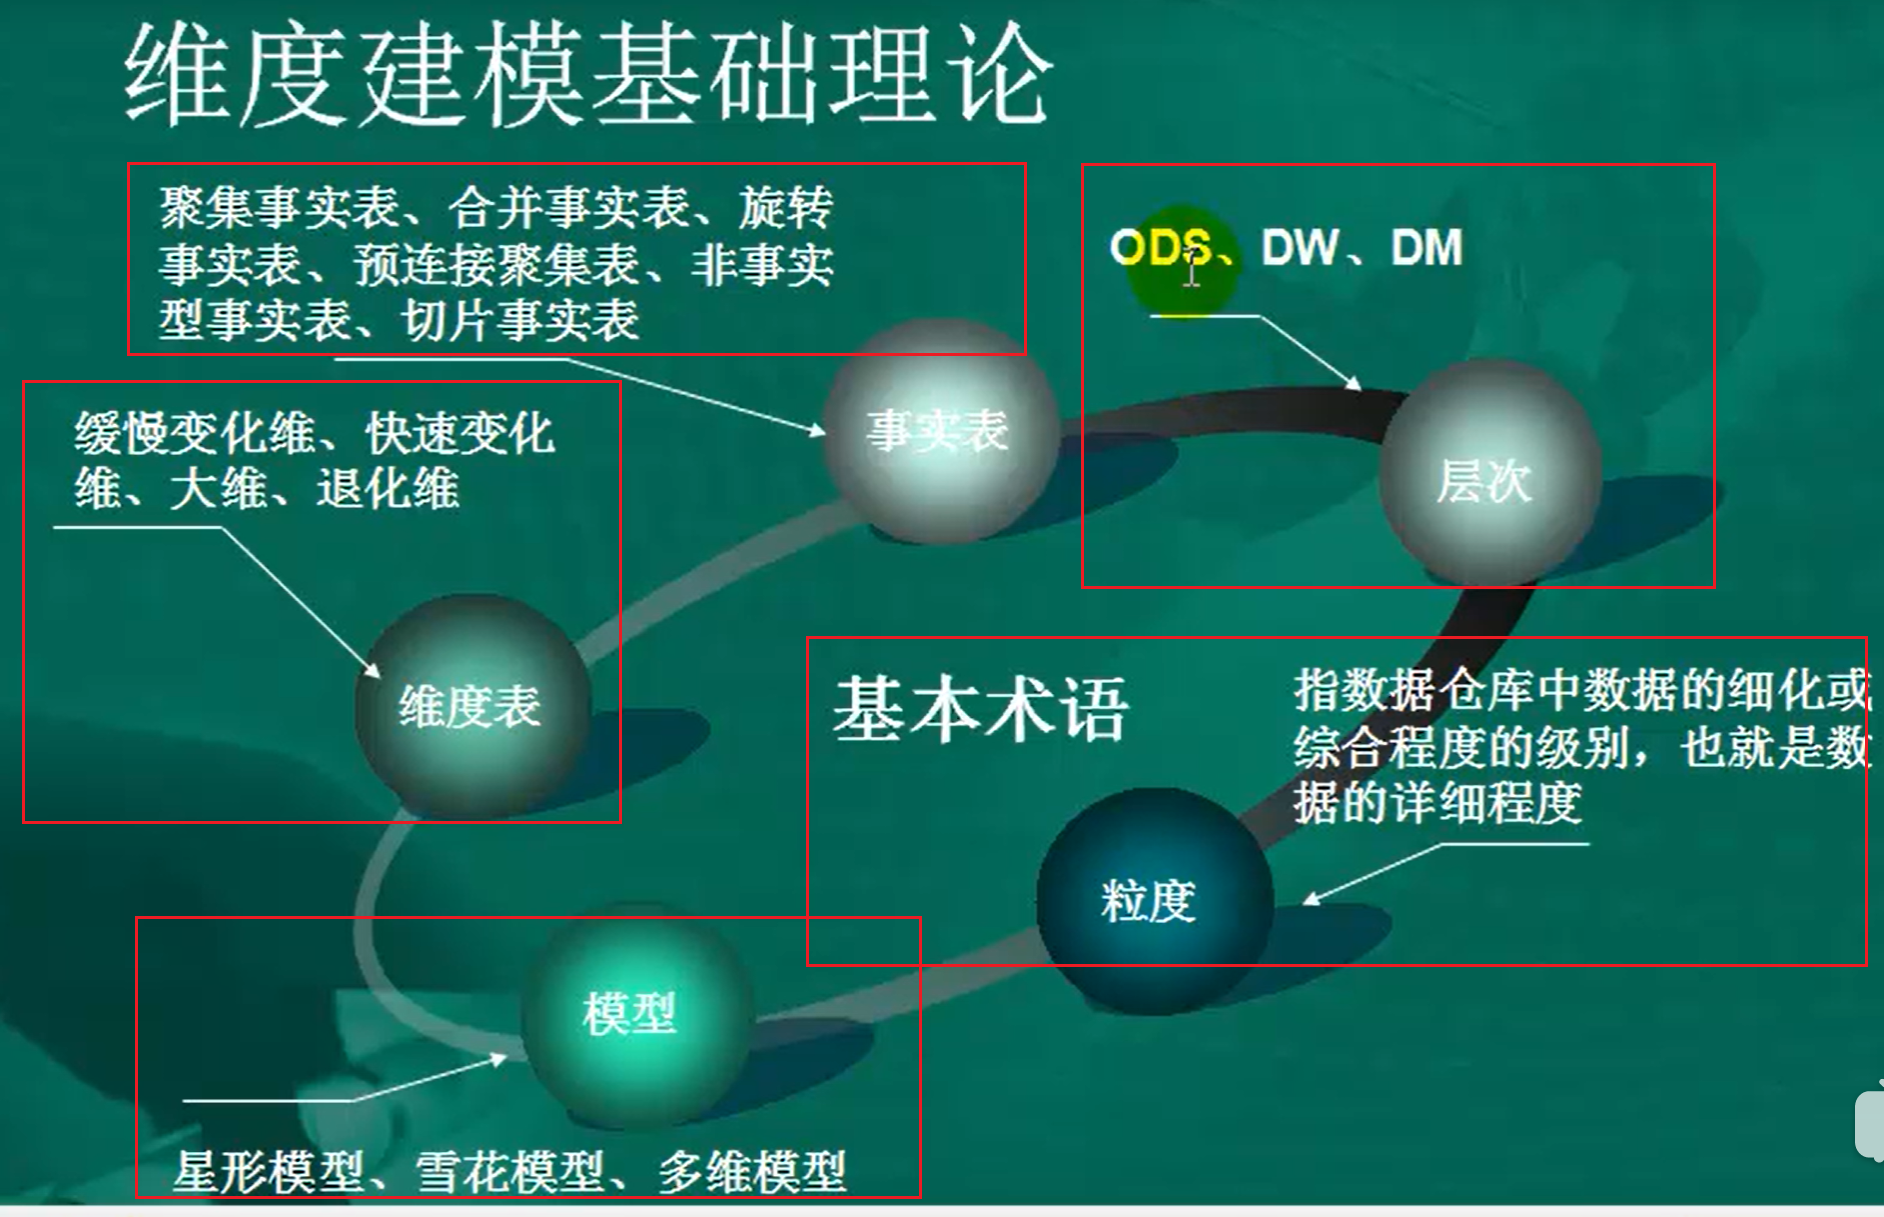 维度建模基础理论
聚集事实表、合并事实表、旋转
事实表、预连接聚集表、非事实
型事实表、切片事实表
ODS、DW、DM
事实表
层次
缓慢变化维、快速变化
维、大维、退化维
维度表
基本术语
指数据仓库中数据的细化或
综合程度的级别，也就是数
据的详细程度
粒度
模型
星形模型、雪花模型、多维模型